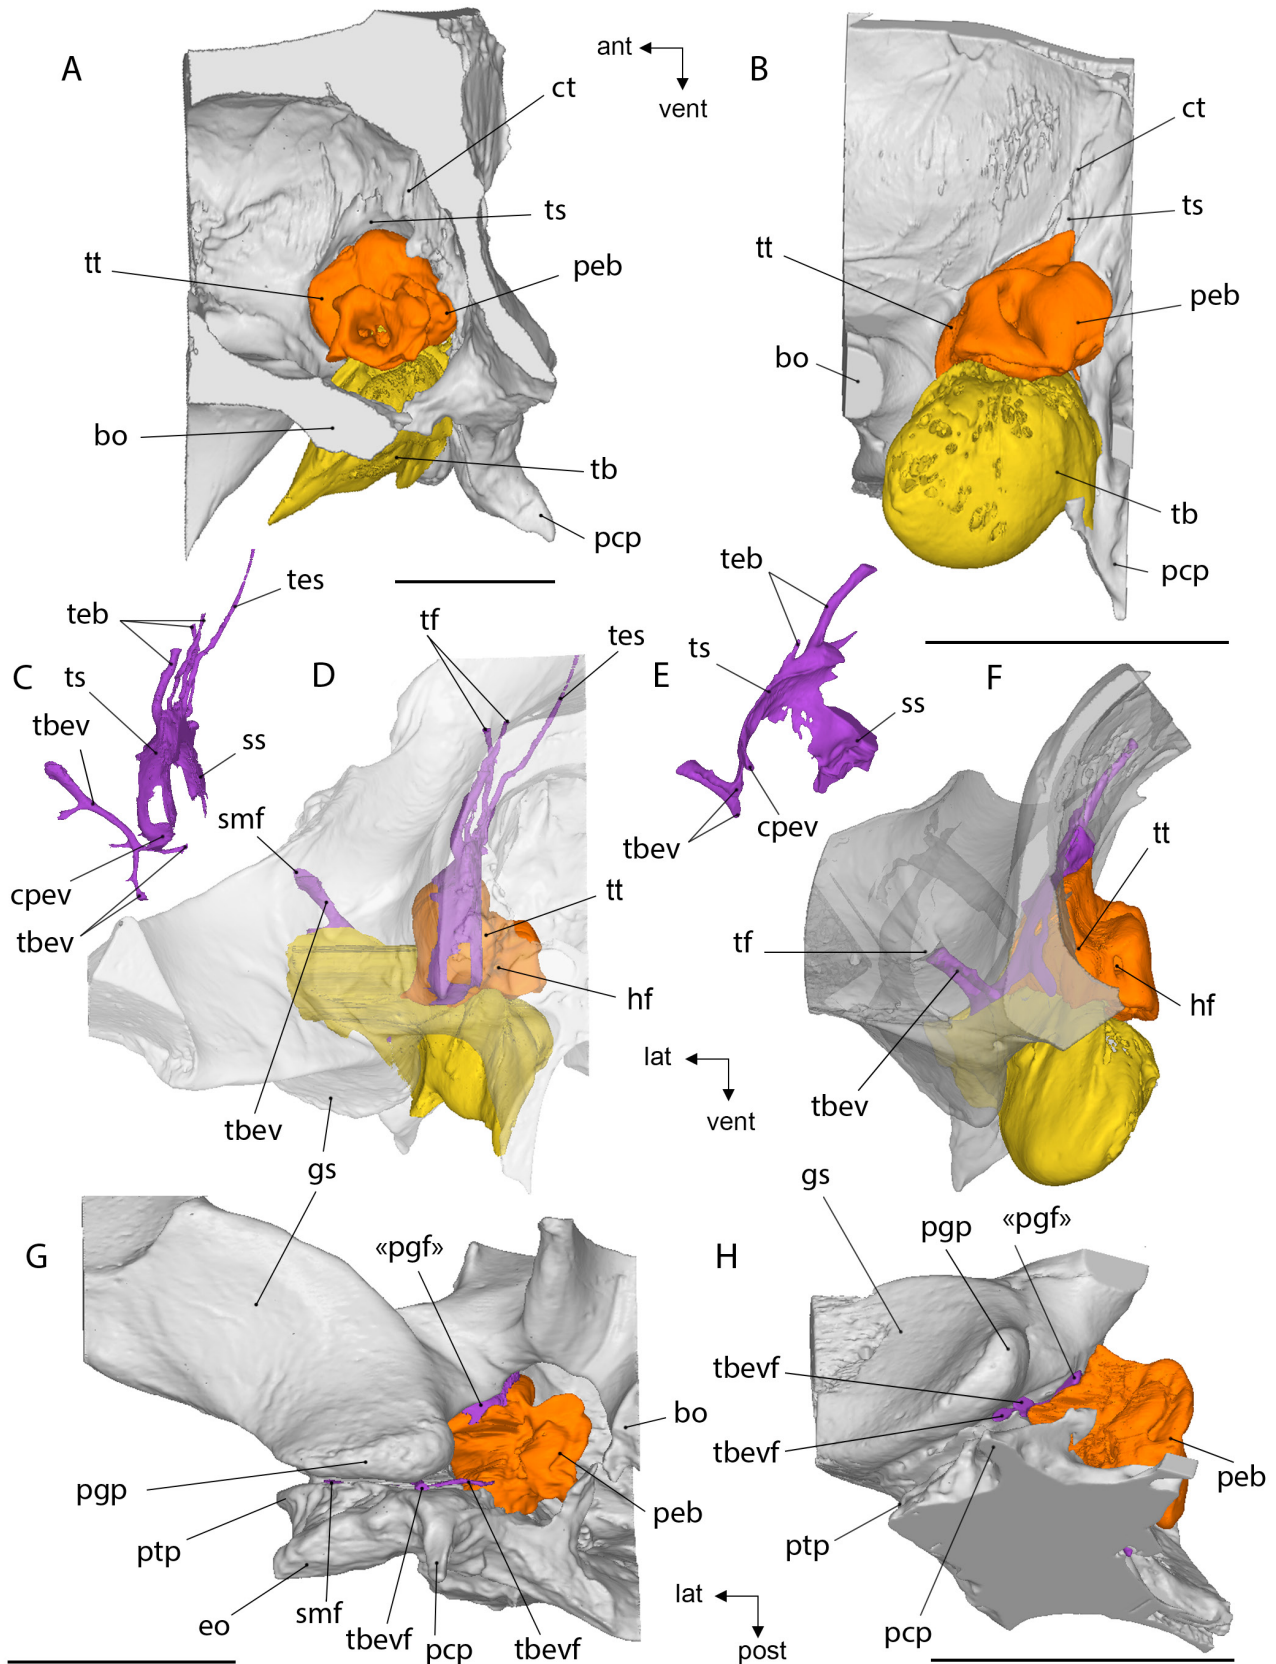 A
ant
vent
ct
ts
tt
peb
bo
tb
pcp
B
ct
ts
tt
peb
bo
tb
pcp
C
teb
tes
ts
tbev
ss
cpev
tbev
D
tf
tes
smf
tt
hf
tbev
gs
lat
vent
E
teb
ts
ss
cpev
tbev
F
tt
tf
hf
tbev
G
«pgf»
bo
pgp
peb
ptp
eo
smf
tbevf
pcp
tbevf
lat
post
H
gs
pgp
«pgf»
tbevf
tbevf
peb
ptp
pcp